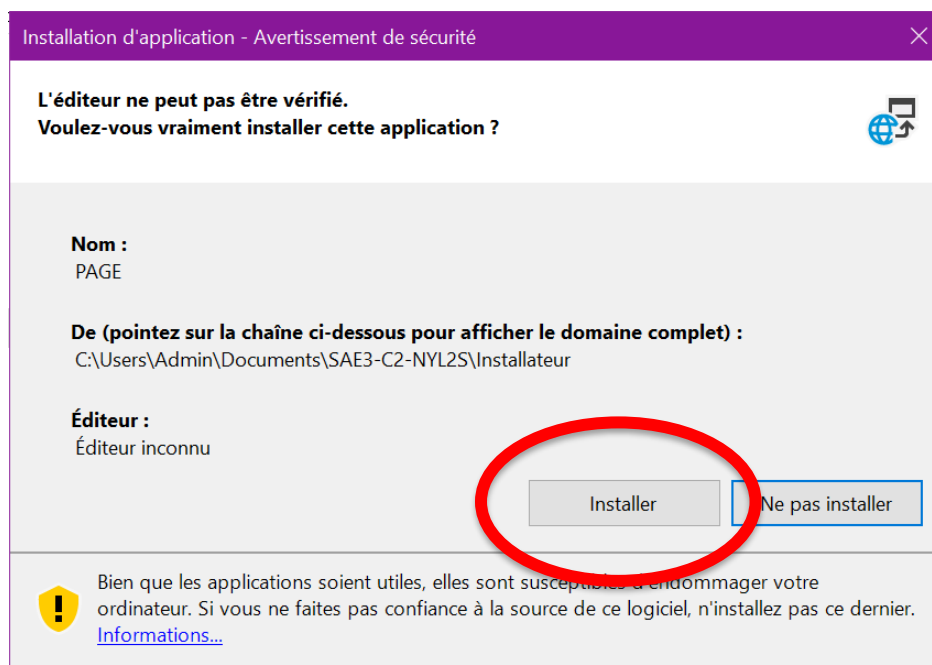 Installation d'application - Avertissement de sécurité
L'éditeur ne peut pas être vérifié.
Voulez-vous vraiment installer cette application ?
Nom :
PAGE
De (pointez sur la chaîne ci-dessous pour afficher le domaine complet) :
C:\Users\Admin\Documents\SAE3-C2-NYL2S\Installateur
Éditeur :
Éditeur inconnu
Installer
Ne pas installer
Bien que les applications soient utiles, elles sont susceptibles d'endommager votre
ordinateur. Si vous ne faites pas confiance à la source de ce logiciel, n'installez pas ce dernier.
Informations...